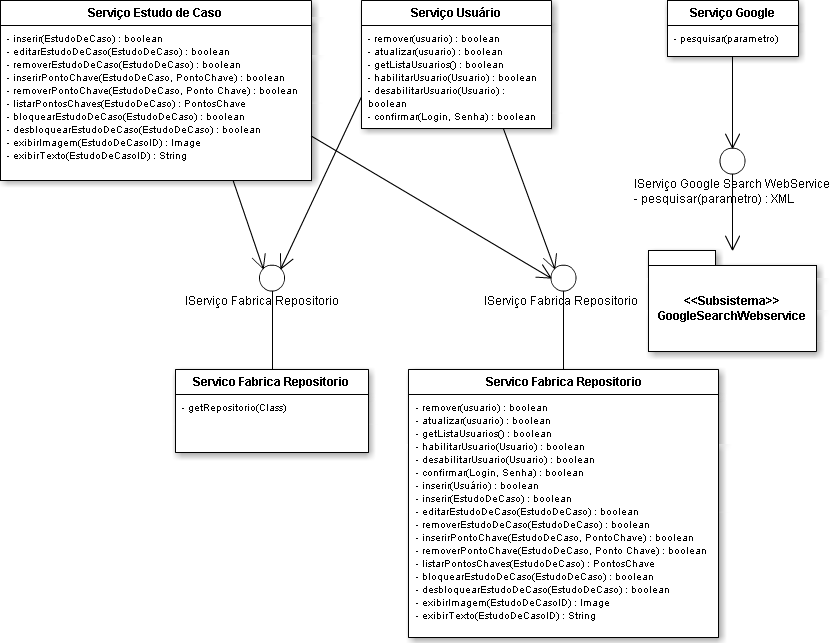 Serviço Estudo de Caso
- inserir(EstudoDeCaso) : boolean
- editarEstudoDeCaso(EstudoDeCaso) : boolean
- removerEstudoDeCaso(EstudoDeCaso) : boolean
- inserirPontoChave(EstudoDeCaso, PontoChave) : boolean
- removerPontoChave(EstudoDeCaso, Ponto Chave) : boolean
- listarPontosChaves(EstudoDeCaso) : PontosChave
- bloquearEstudoDeCaso(EstudoDeCaso) : boolean
- desbloquearEstudoDeCaso(EstudoDeCaso) : boolean
- exibirImagem(EstudoDeCasoID) : Image
- exibirTexto(EstudoDeCasoID) : String
Serviço Usuário
- remover(usuario) : boolean
- atualizar(usuario) : boolean
- getListaUsuarios() : boolean
- habilitarUsuario(Usuario) : boolean
- desabilitarUsuario(Usuario) :
boolean
- confirmar(Login, Senha) : boolean
Serviço Google
- pesquisar(parametro)
IServiço Google Search WebService
- pesquisar(parametro) : XML
<<Subsistema>>
GoogleSearchWebservice
IServiço Fabrica Repositorio
IServiço Fabrica Repositorio
Servico Fabrica Repositorio
- getRepositorio(Class)
Servico Fabrica Repositorio
- remover(usuario) : boolean
- atualizar(usuario) : boolean
- getListaUsuarios() : boolean
- habilitarUsuario(Usuario) : boolean
- desabilitarUsuario(Usuario) : boolean
- confirmar(Login, Senha) : boolean
- inserir(Usuário) : boolean
- inserir(EstudoDeCaso) : boolean
- editarEstudoDeCaso(EstudoDeCaso) : boolean
- removerEstudoDeCaso(EstudoDeCaso) : boolean
- inserirPontoChave(EstudoDeCaso, PontoChave) : boolean
- removerPontoChave(EstudoDeCaso, Ponto Chave) : boolean
- listarPontosChaves(EstudoDeCaso) : PontosChave
- bloquearEstudoDeCaso(EstudoDeCaso) : boolean
- desbloquearEstudoDeCaso(EstudoDeCaso) : boolean
- exibirImagem(EstudoDeCasoID) : Image
- exibirTexto(EstudoDeCasoID) : String